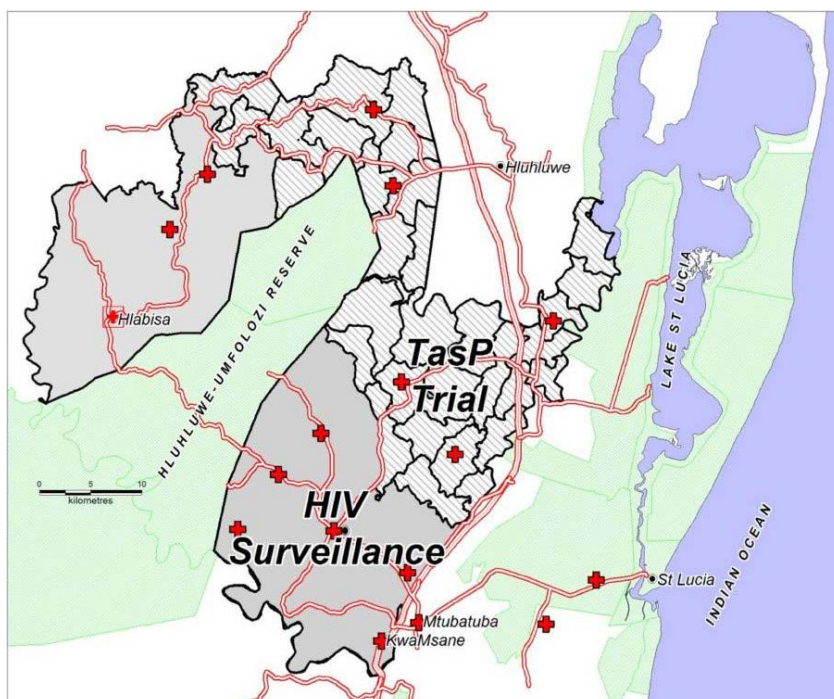 Hluhluwe
HLUHLUWE-UMFOLOZI RESERVE
LAKE ST LUCIA
Hlabisa
TasP
Trial
0 5 10
kilometres
HIV
Surveillance
INDIAN OCEAN
St Lucia
Mtubatuba
KwaMsane